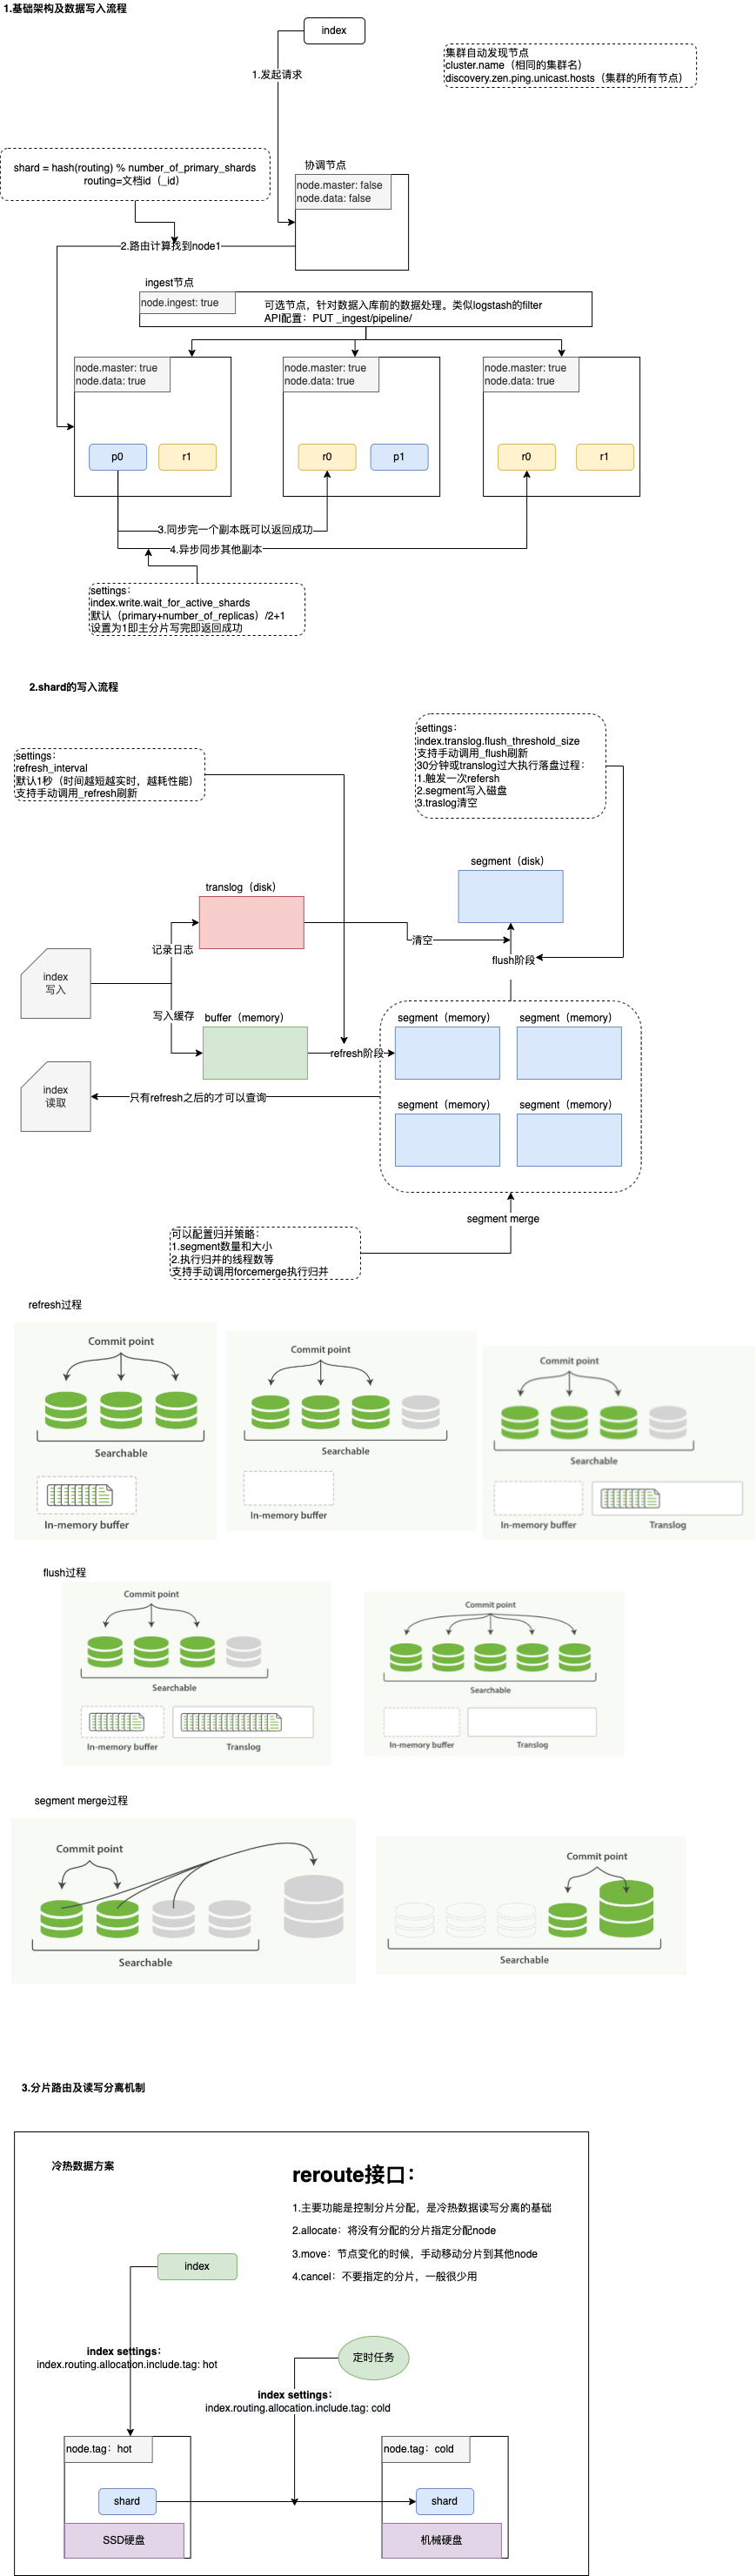 1.基础架构及数据写入流程
index
集群自动发现节点
cluster.name（相同的集群名）
discovery.zen.ping.unicast.hosts（集群的所有节点）
1.发起请求
shard = hash(routing) % number_of_primary_shards
routing=文档id（_id）
协调节点
node.master: false
node.data: false
2.路由计算找到node1
ingest节点
node.ingest: true
可选节点，针对数据入库前的数据处理。类似logstash的filter
API配置：PUT _ingest/pipeline/
node.master: true
node.data: true
node.master: true
node.data: true
node.master: true
node.data: true
p0
r1
r0
p1
r0
r1
3.同步完一个副本既可以返回成功
4.异步同步其他副本
settings：
index.write.wait_for_active_shards
默认（primary+number_of_replicas）/2+1
设置为1即主分片写完即返回成功
2.shard的写入流程
settings：
refresh_interval
默认1秒（时间越短越实时，越耗性能）
支持手动调用_refresh刷新
settings：
index.translog.flush_threshold_size
支持手动调用_flush刷新
30分钟或translog过大执行落盘过程：
1.触发一次refersh
2.segment写入磁盘
3.traslog清空
segment（disk）
translog（disk）
记录日志
清空
flush阶段
index
写入
写入缓存
buffer（memory）
refresh阶段
segment（memory）
segment（memory）
index
读取
只有refresh之后的才可以查询
segment（memory）
segment（memory）
segment merge
可以配置归并策略：
1.segment数量和大小
2.执行归并的线程数等
支持手动调用forcemerge执行归并
refresh过程
Commit point
Searchable
In-memory buffer
Commit point
Searchable
In-memory buffer
Commit point
Searchable
In-memory buffer
Translog
flush过程
Commit point
Searchable
In-memory buffer
Translog
Commit point
Searchable
In-memory buffer
Translog
segment merge过程
Commit point
Searchable
Commit point
Searchable
3.分片路由及读写分离机制
冷热数据方案
reroute接口：
1.主要功能是控制分片分配，是冷热数据读写分离的基础
2.allocate：将没有分配的分片指定分配node
3.move：节点变化的时候，手动移动分片到其他node
4.cancel：不要指定的分片，一般很少用
index
index settings：
index.routing.allocation.include.tag: hot
定时任务
index settings：
index.routing.allocation.include.tag: cold
node.tag：hot
shard
SSD硬盘
node.tag：cold
shard
机械硬盘